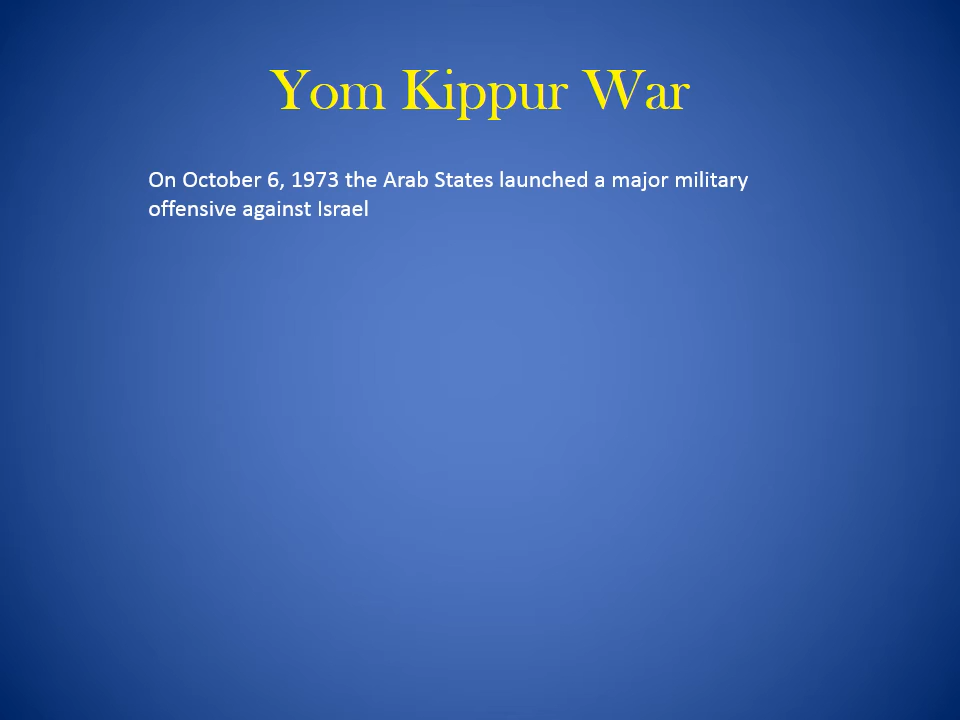 Yom Kippur War
On October 6, 1973 the Arab States launched a major military
offensive against Israel